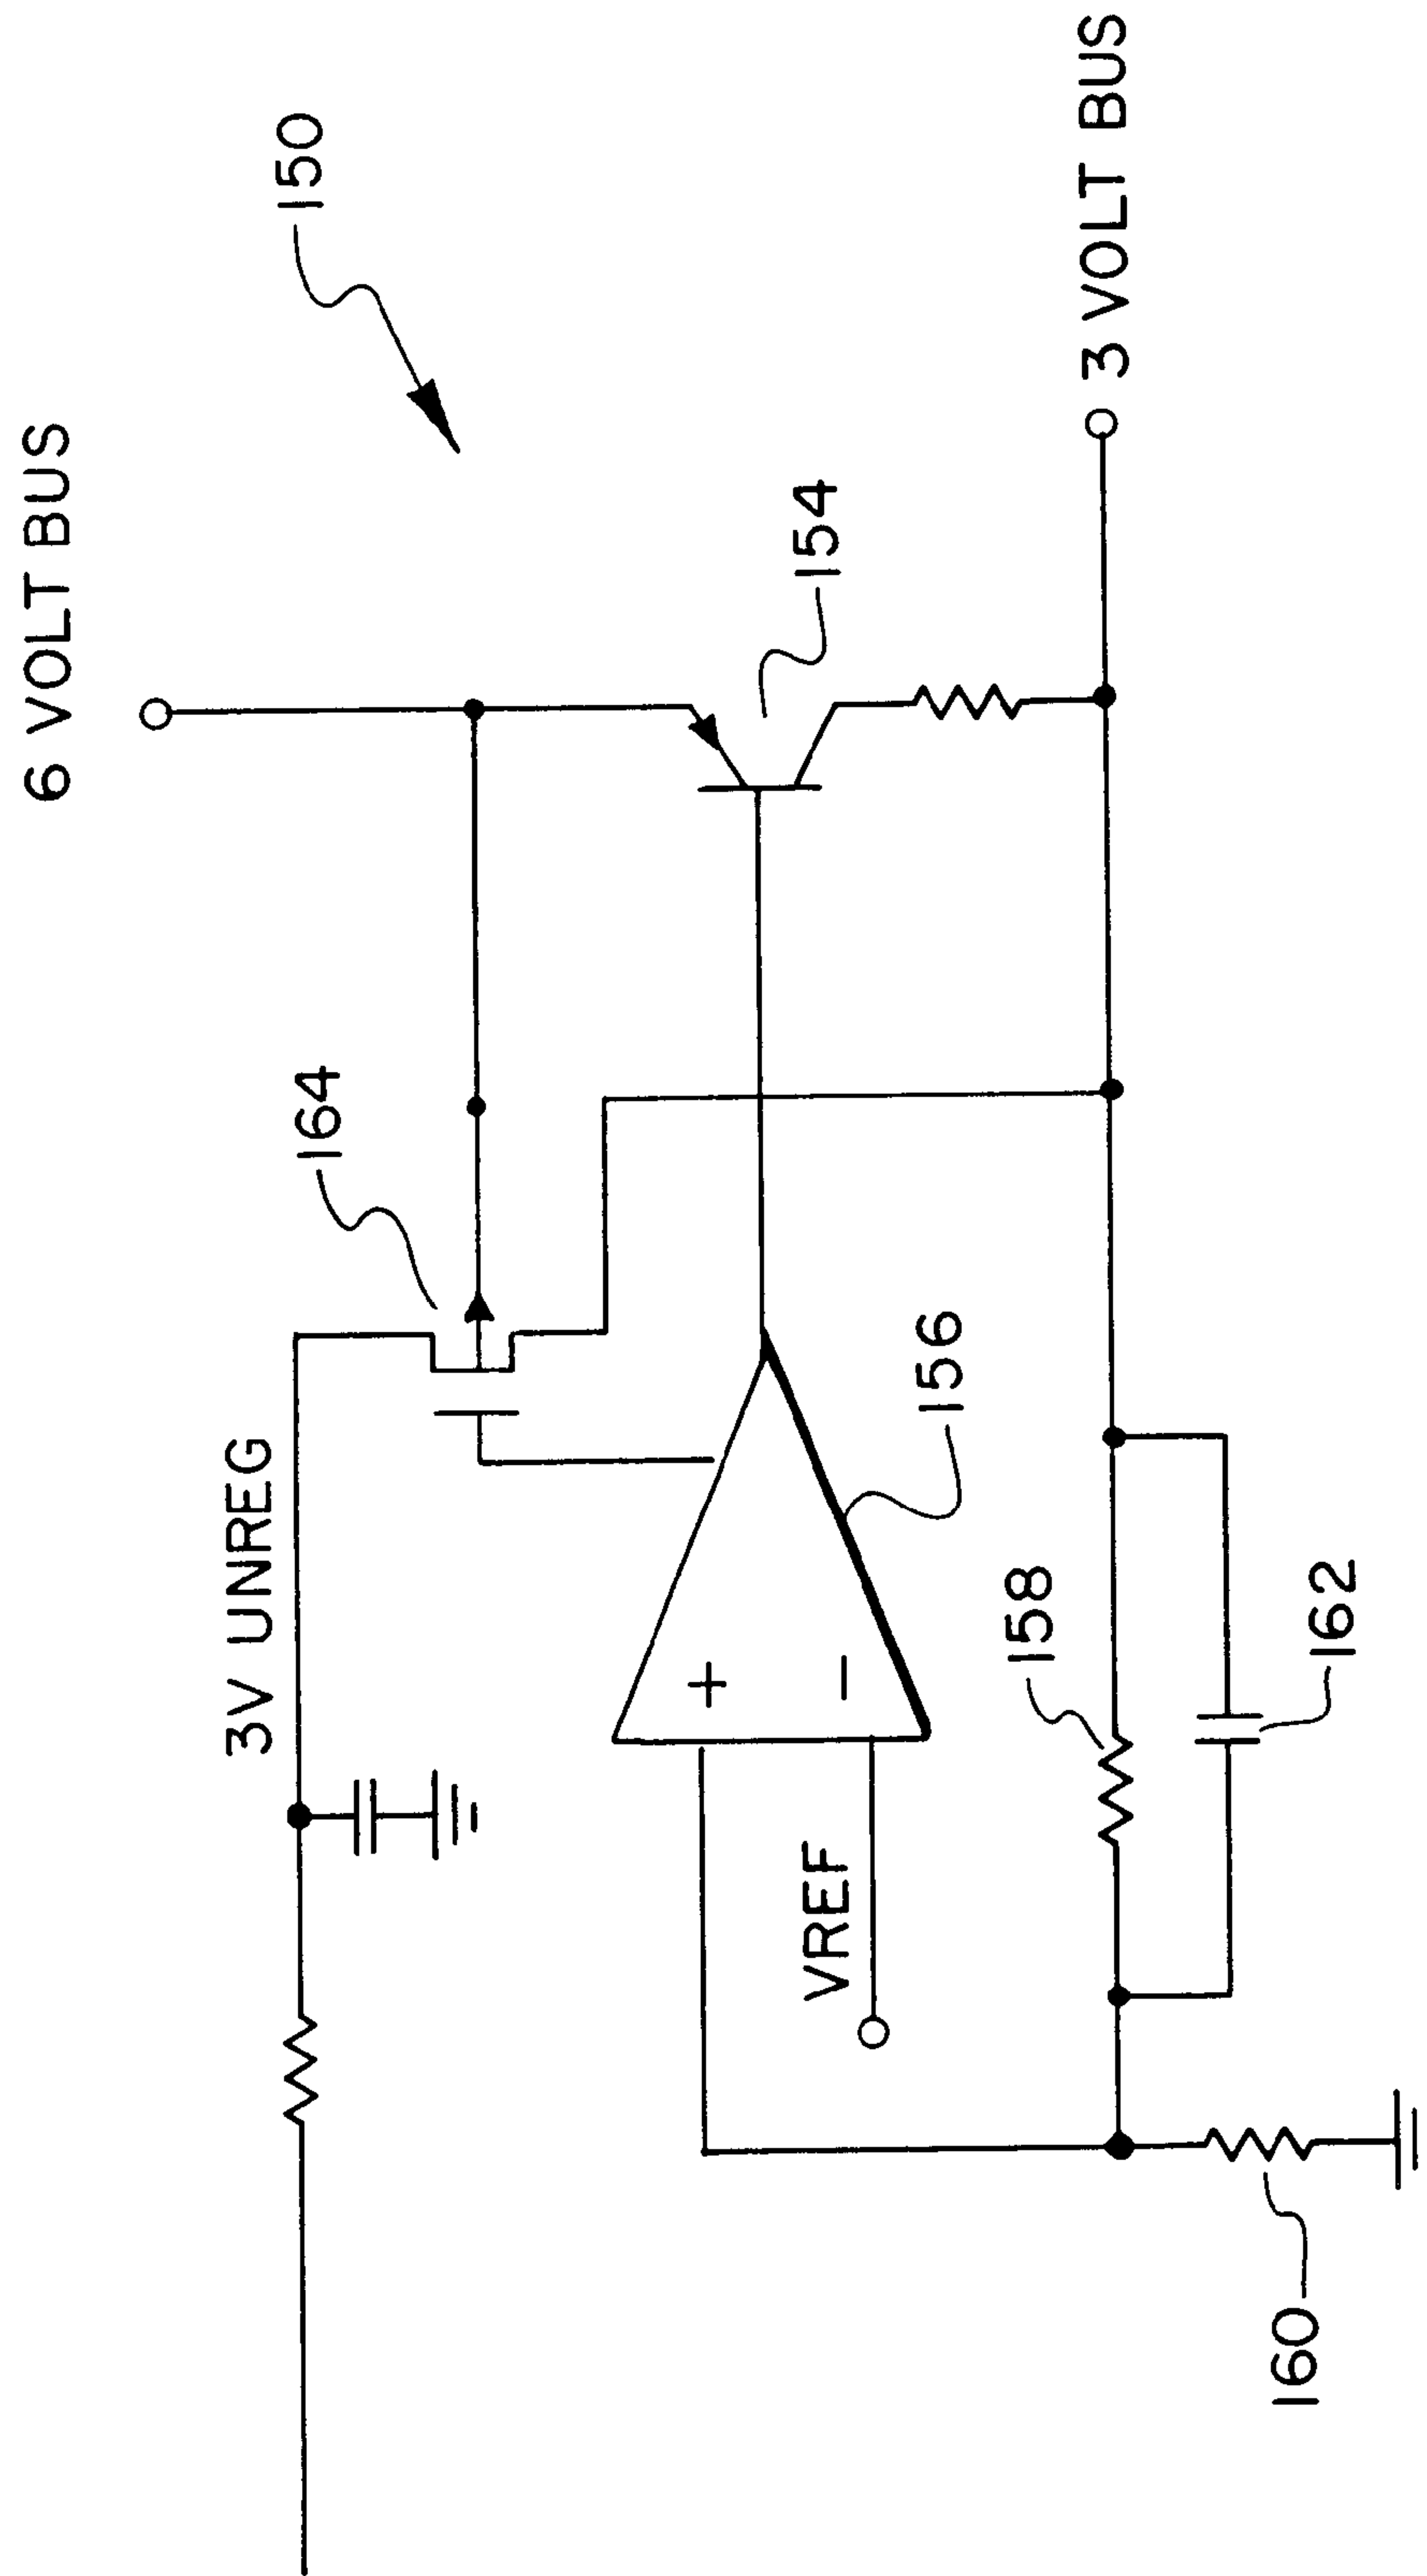 6 VOLT BUS
150
3V UNREG
164
154
+
−
VREF
156
3 VOLT BUS
158
162
160